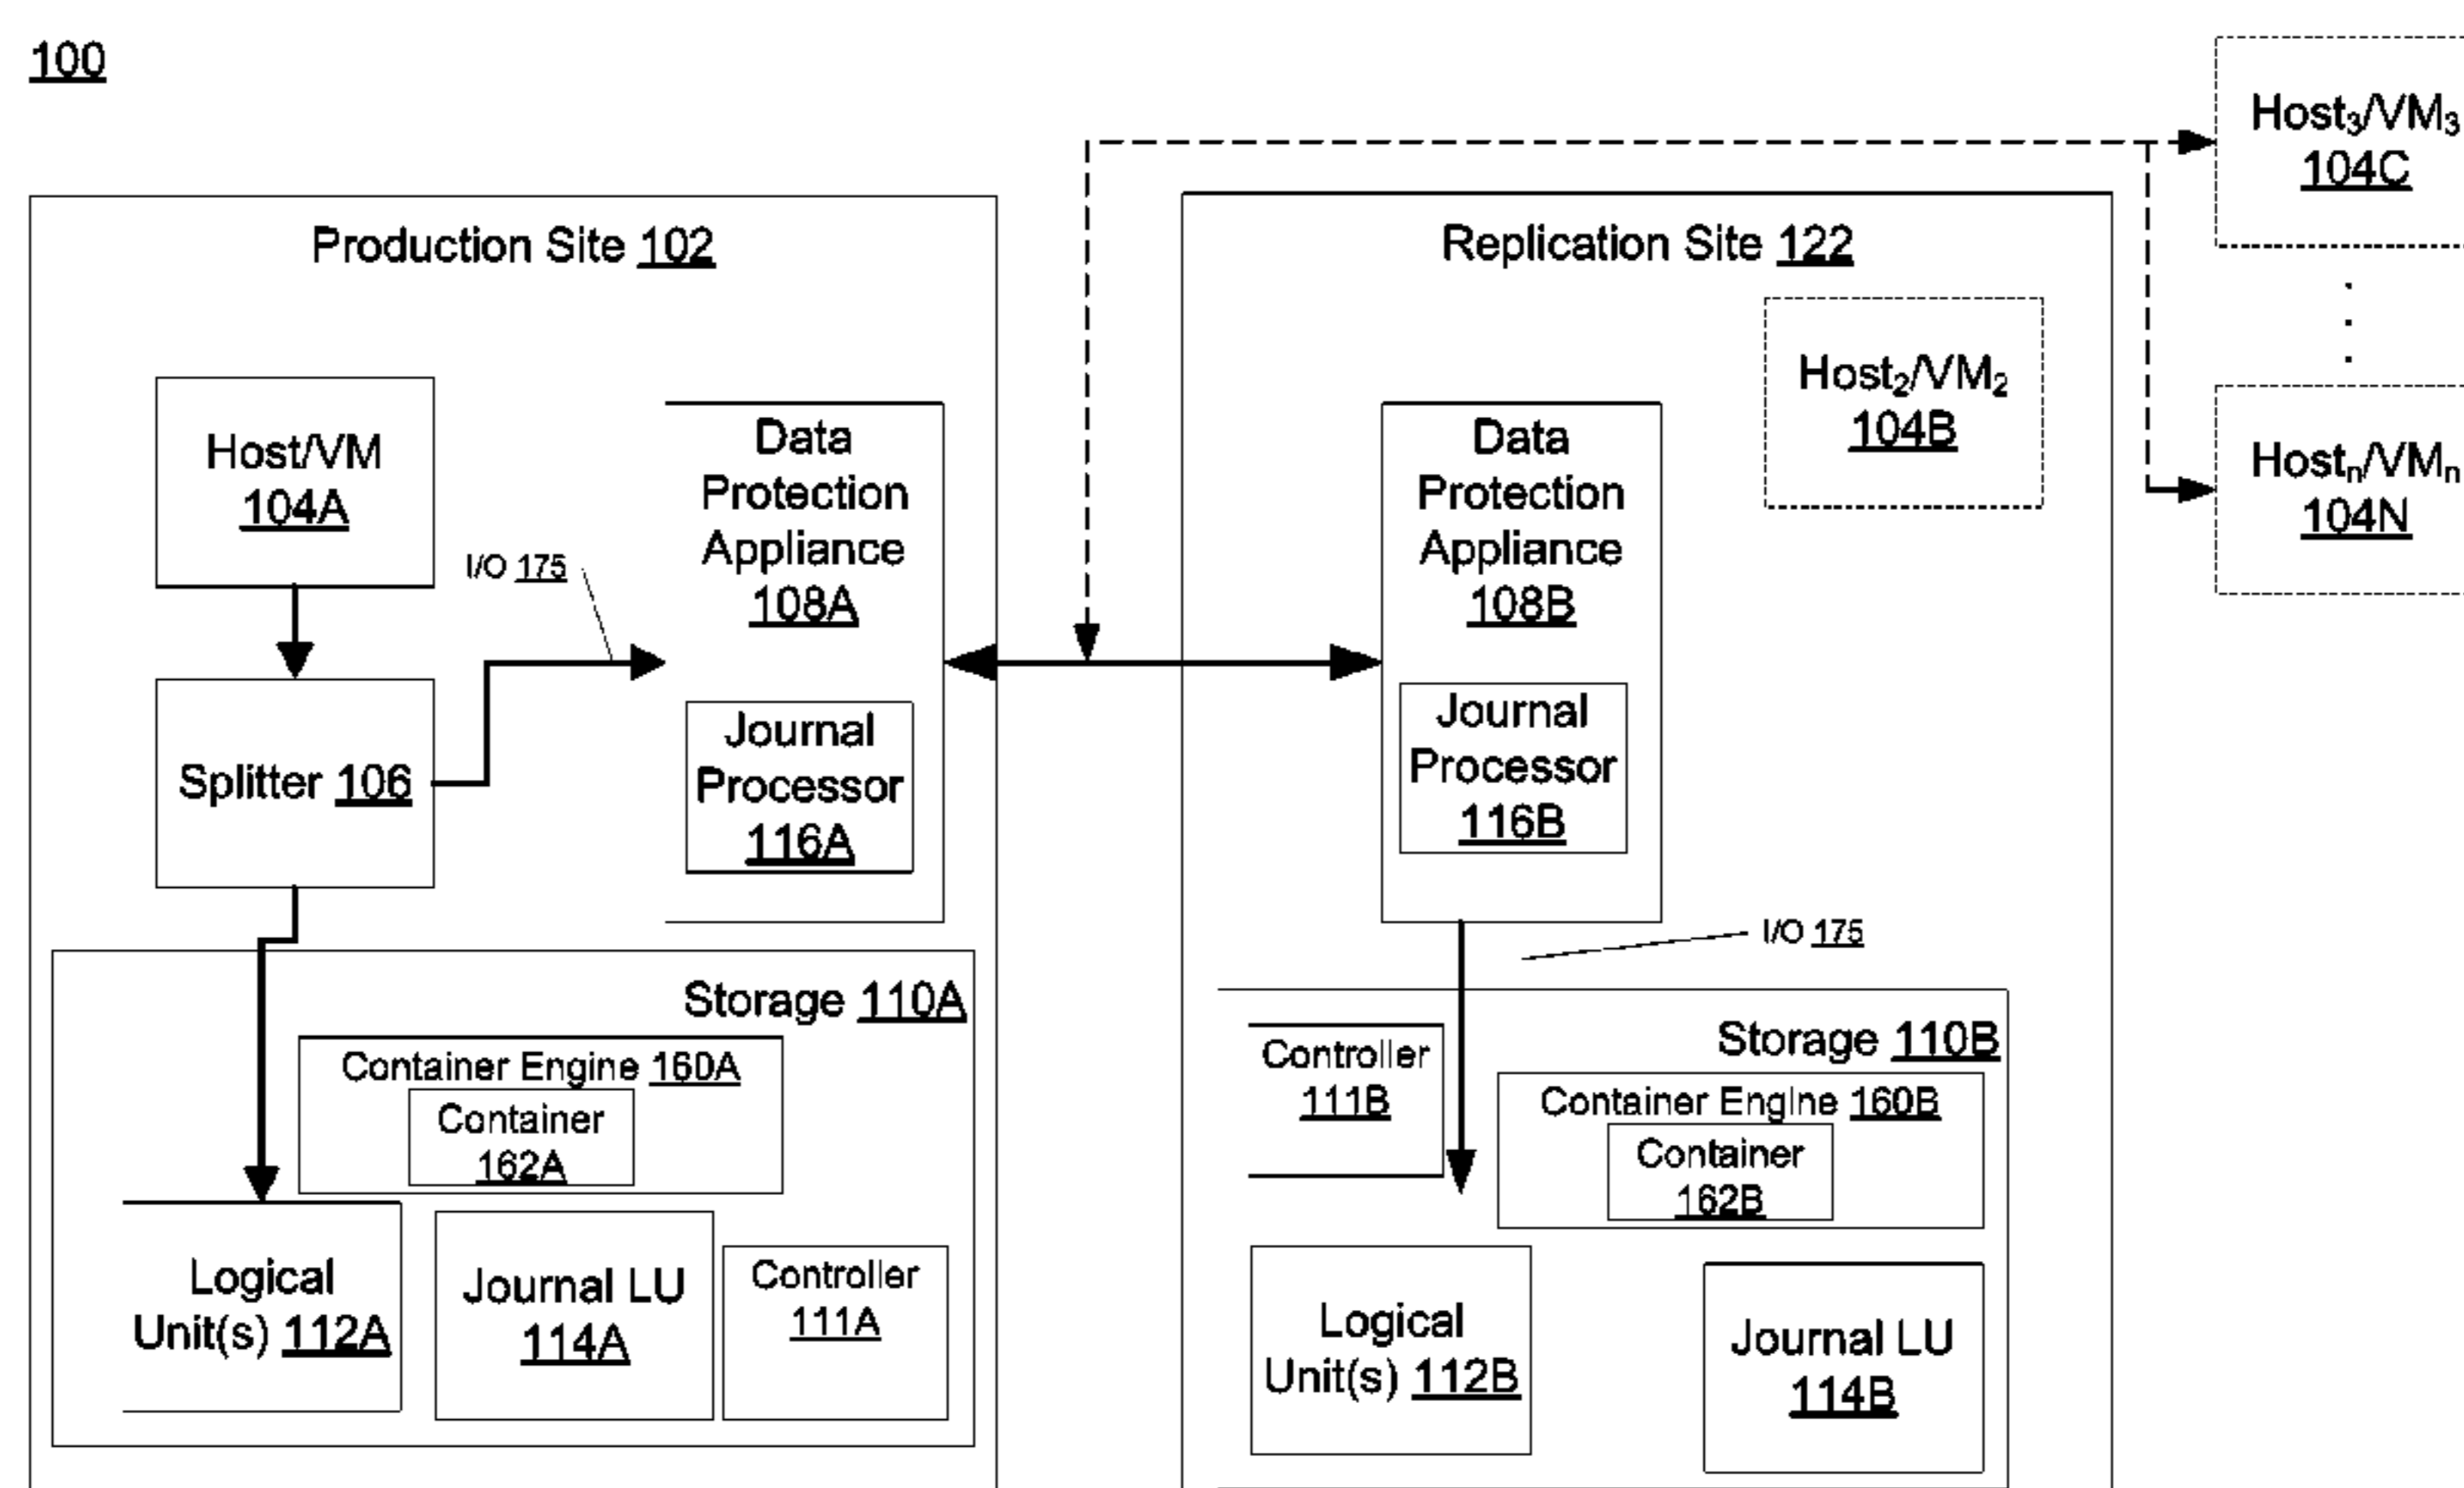 100
Host₃/VM₃
104C
.
.
.
Hostₙ/VMₙ
104N
Production Site 102
Host/VM
104A
I/O 175
Data
Protection
Appliance
108A
Journal
Processor
116A
Splitter 106
Storage 110A
Container Engine 160A
Container
162A
Logical
Unit(s) 112A
Journal LU
114A
Controller
111A
Replication Site 122
Host₂/VM₂
104B
Data
Protection
Appliance
108B
Journal
Processor
116B
I/O 175
Storage 110B
Controller
111B
Container Engine 160B
Container
162B
Logical
Unit(s) 112B
Journal LU
114B